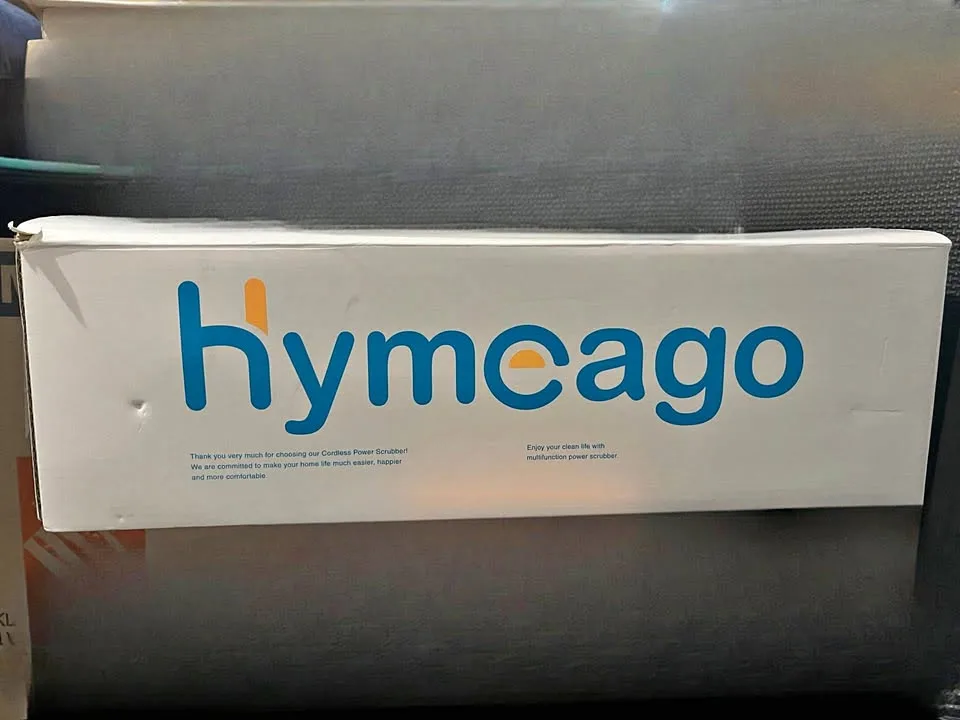 hymeago
Thank you very much for choosing our Cordless Power Scrubber!
We are committed to make your home life much easier, happier
and more comfortable.
Enjoy your clean life with
multifunction power scrubber.